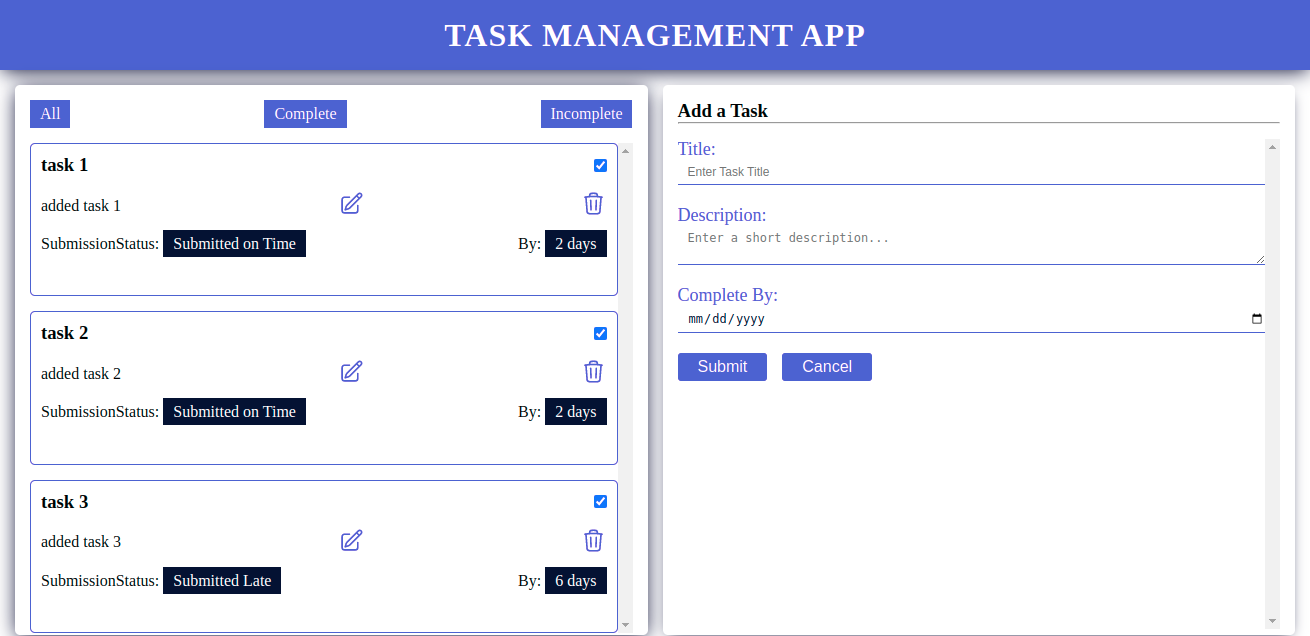 TASK MANAGEMENT APP
All
Complete
Incomplete
task 1
added task 1
SubmissionStatus: Submitted on Time By: 2 days
task 2
added task 2
SubmissionStatus: Submitted on Time By: 2 days
task 3
added task 3
SubmissionStatus: Submitted Late By: 6 days
Add a Task
Title:
Enter Task Title
Description:
Enter a short description...
Complete By:
mm/dd/yyyy
Submit
Cancel